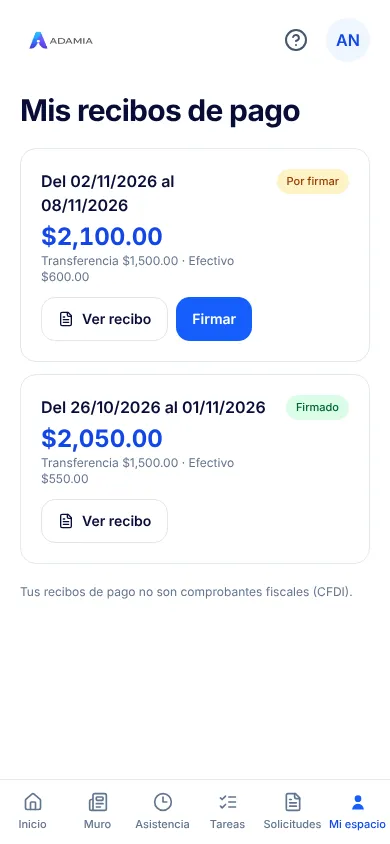 ADAMIA
AN
Mis recibos de pago
Del 02/11/2026 al
08/11/2026
Por firmar
$2,100.00
Transferencia $1,500.00 · Efectivo
$600.00
Ver recibo
Firmar
Del 26/10/2026 al 01/11/2026
Firmado
$2,050.00
Transferencia $1,500.00 · Efectivo
$550.00
Ver recibo
Tus recibos de pago no son comprobantes fiscales (CFDI).
Inicio
Muro
Asistencia
Tareas
Solicitudes
Mi espacio